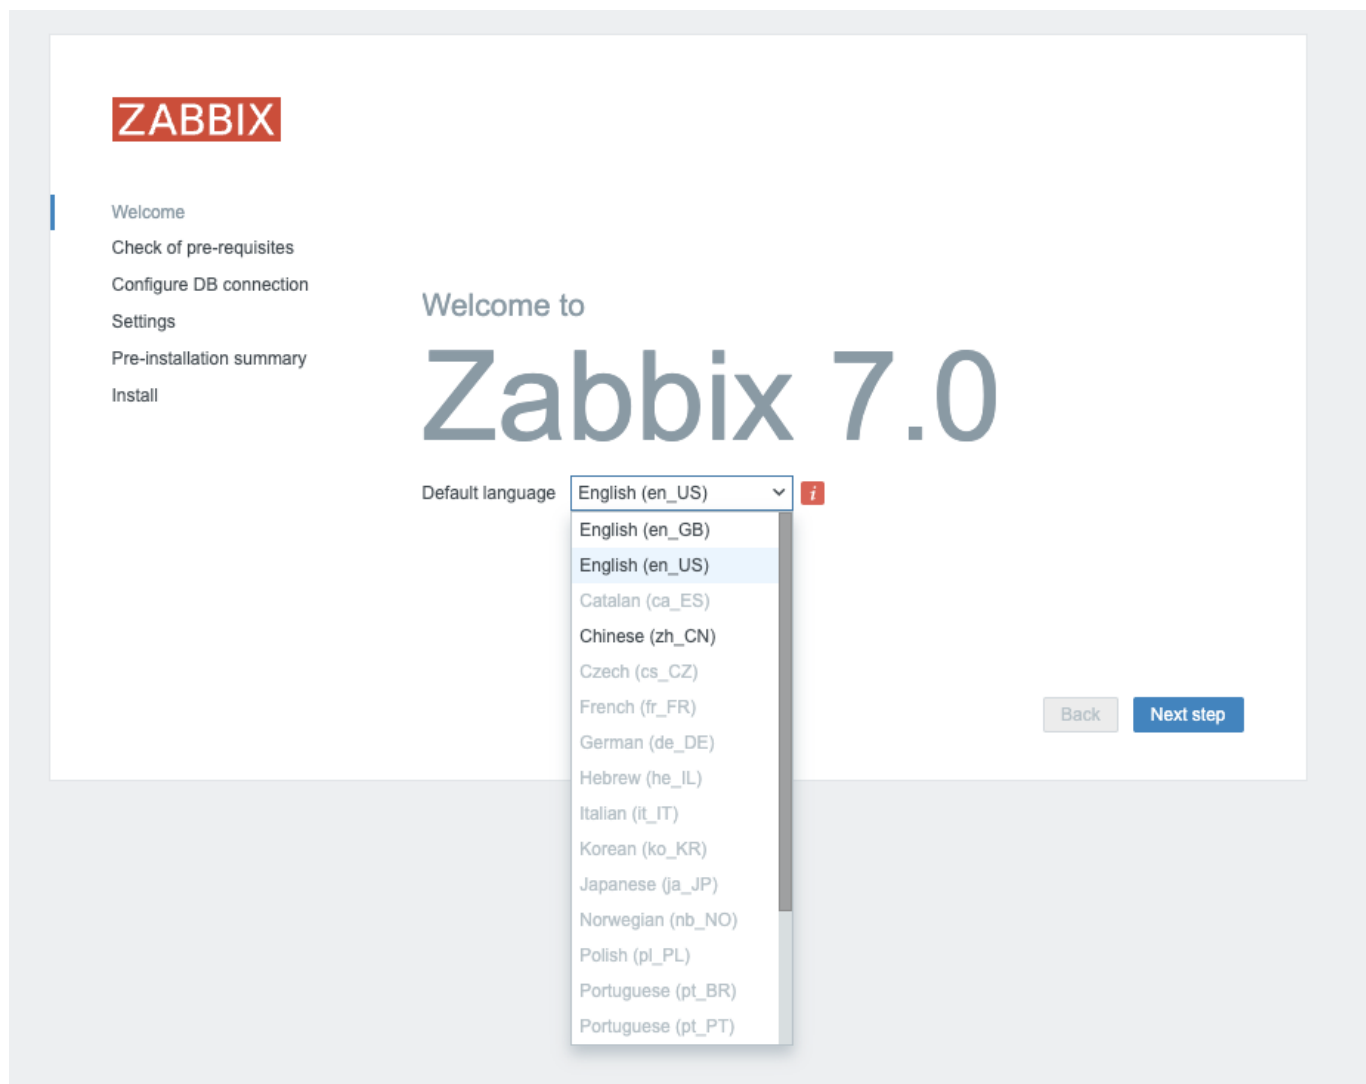 ZABBIX
Welcome
Check of pre-requisites
Configure DB connection
Settings
Pre-installation summary
Install
Welcome to
Zabbix 7.0
Default language English (en_US) i
English (en_GB)
English (en_US)
Catalan (ca_ES)
Chinese (zh_CN)
Czech (cs_CZ)
French (fr_FR)
German (de_DE)
Hebrew (he_IL)
Italian (it_IT)
Korean (ko_KR)
Japanese (ja_JP)
Norwegian (nb_NO)
Polish (pl_PL)
Portuguese (pt_BR)
Portuguese (pt_PT)
Back Next step